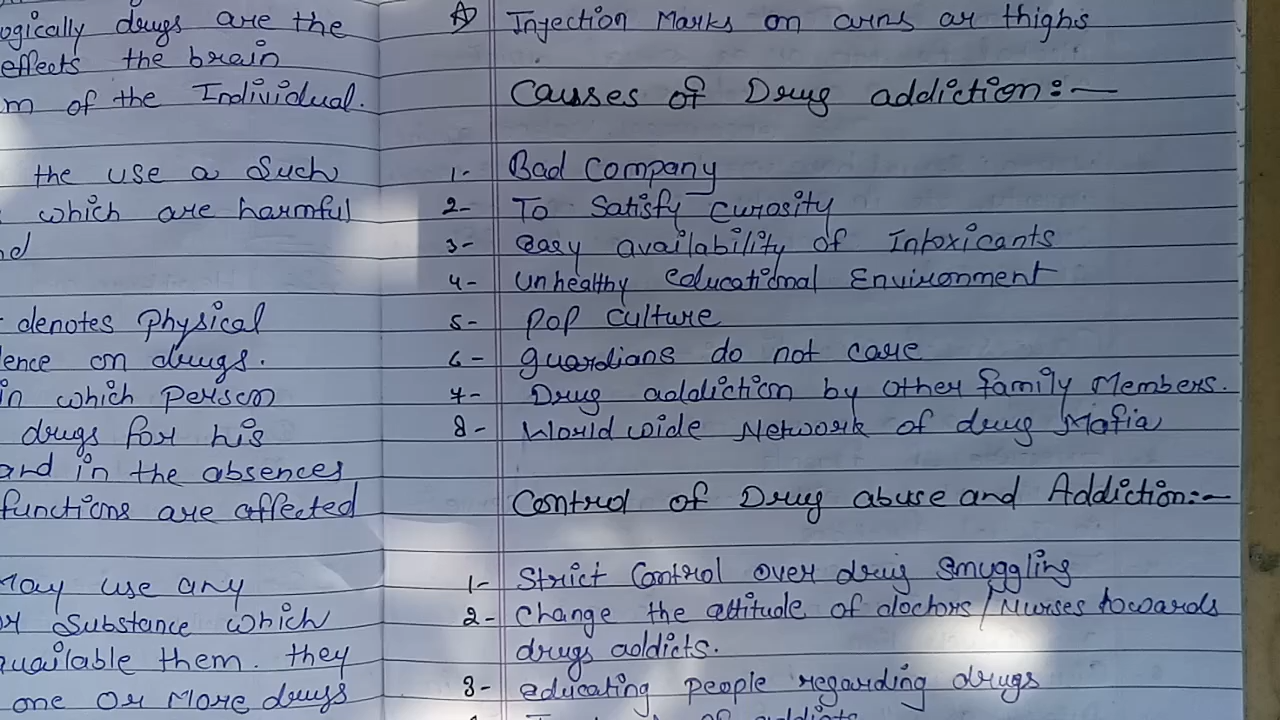 ogically drugs are the
effects the brain
m of the Individual.
the use a Such
which are harmful
denotes Physical
ence on drugs.
in which Person
drugs for his
and in the absences
functions are affected
May use any
or Substance which
available them. they
one Or More drugs
Injection Marks on arms ar thighs
Causes of Drug addiction:-
1- Bad Company
2- To Satisfy Curosity
3- easy availability of Intoxicants
4- unhealthy educational Environment
5- Pop culture
6- guardians do not care
7- Drug addiction by other family Members.
8- World wide Network of drug Mafia
Control of Drug abuse and Addiction:-
1- Strict Control over drug Smuggling
2- Change the attitude of doctors/Nurses towards
drugs addicts.
3- educating people regarding drugs